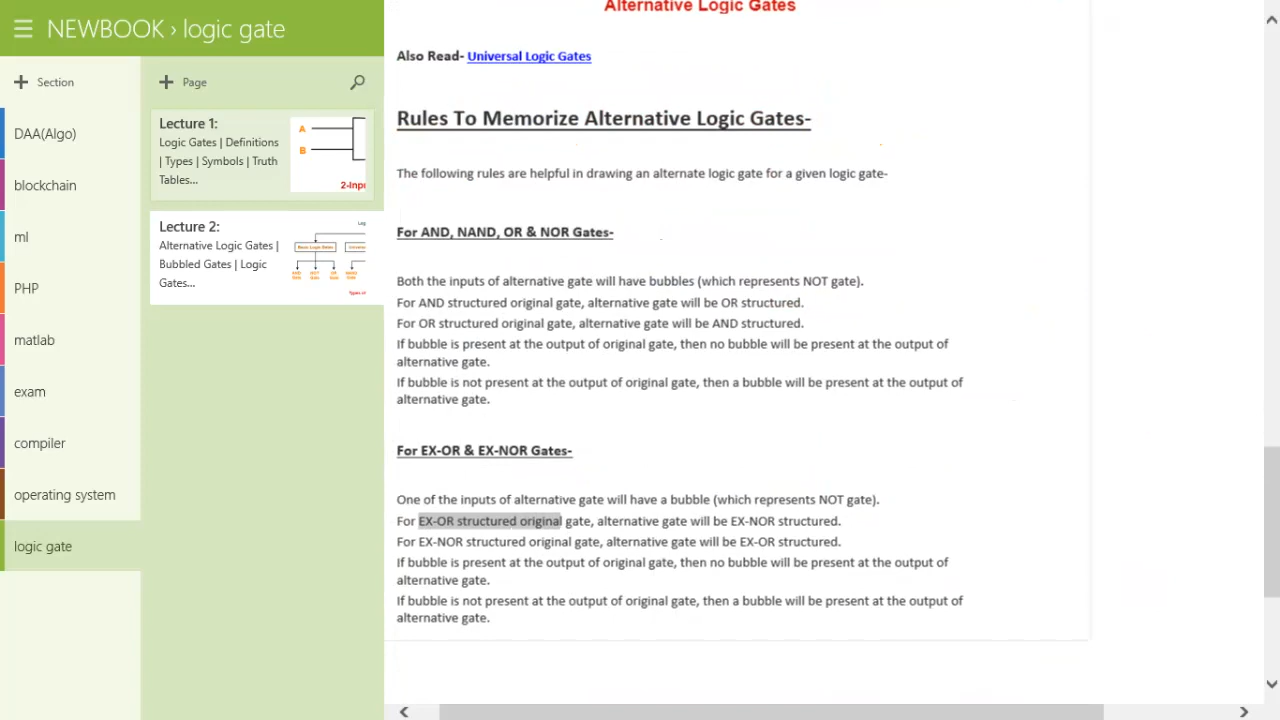 NEWBOOK › logic gate
Section
Page
DAA(Algo)
blockchain
ml
PHP
matlab
exam
compiler
operating system
logic gate
Lecture 1:
Logic Gates | Definitions
| Types | Symbols | Truth
Tables...
A
B
2-Inpu
Lecture 2:
Alternative Logic Gates |
Bubbled Gates | Logic
Gates...
Basic Logic Gates
Alternative Logic Gates
Also Read- Universal Logic Gates
Rules To Memorize Alternative Logic Gates-
The following rules are helpful in drawing an alternate logic gate for a given logic gate-
For AND, NAND, OR & NOR Gates-
Both the inputs of alternative gate will have bubbles (which represents NOT gate).
For AND structured original gate, alternative gate will be OR structured.
For OR structured original gate, alternative gate will be AND structured.
If bubble is present at the output of original gate, then no bubble will be present at the output of
alternative gate.
If bubble is not present at the output of original gate, then a bubble will be present at the output of
alternative gate.
For EX-OR & EX-NOR Gates-
One of the inputs of alternative gate will have a bubble (which represents NOT gate).
For EX-OR structured original gate, alternative gate will be EX-NOR structured.
For EX-NOR structured original gate, alternative gate will be EX-OR structured.
If bubble is present at the output of original gate, then no bubble will be present at the output of
alternative gate.
If bubble is not present at the output of original gate, then a bubble will be present at the output of
alternative gate.